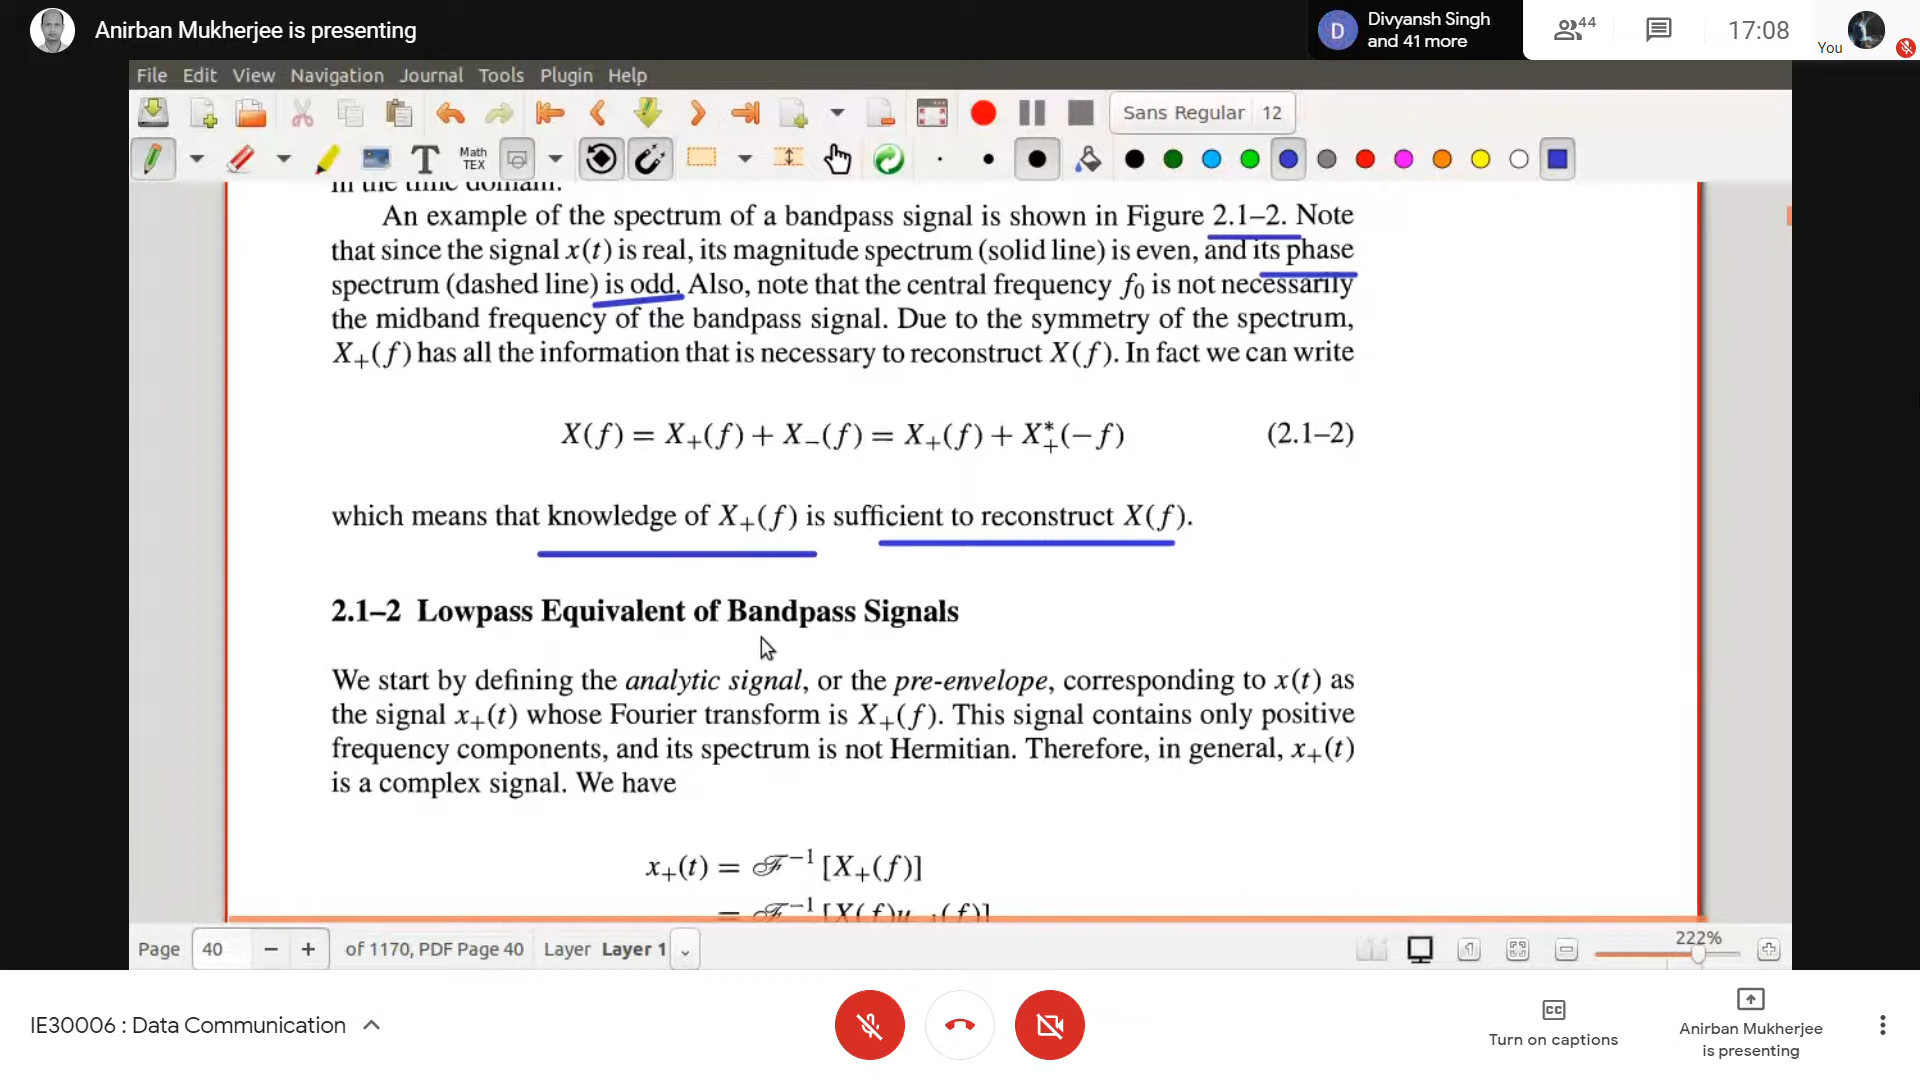 Anirban Mukherjee is presenting
D
Divyansh Singh
and 41 more
44
17:08
You
File Edit View Navigation Journal Tools Plugin Help
Sans Regular 12
T
Math
TEX
in the time domain.
An example of the spectrum of a bandpass signal is shown in Figure 2.1–2. Note
that since the signal x(t) is real, its magnitude spectrum (solid line) is even, and its phase
spectrum (dashed line) is odd. Also, note that the central frequency f₀ is not necessarily
the midband frequency of the bandpass signal. Due to the symmetry of the spectrum,
X₊(f) has all the information that is necessary to reconstruct X(f). In fact we can write
X(f) = X₊(f) + X₋(f) = X₊(f) + X₊*(−f) (2.1–2)
which means that knowledge of X₊(f) is sufficient to reconstruct X(f).
2.1–2 Lowpass Equivalent of Bandpass Signals
We start by defining the analytic signal, or the pre-envelope, corresponding to x(t) as
the signal x₊(t) whose Fourier transform is X₊(f). This signal contains only positive
frequency components, and its spectrum is not Hermitian. Therefore, in general, x₊(t)
is a complex signal. We have
x₊(t) = ℱ⁻¹ [X₊(f)]
= ℱ⁻¹ [X(f)u₋₁(f)]
Page 40 − + of 1170, PDF Page 40 Layer Layer 1
222%
IE30006 : Data Communication
CC
Turn on captions
Anirban Mukherjee
is presenting